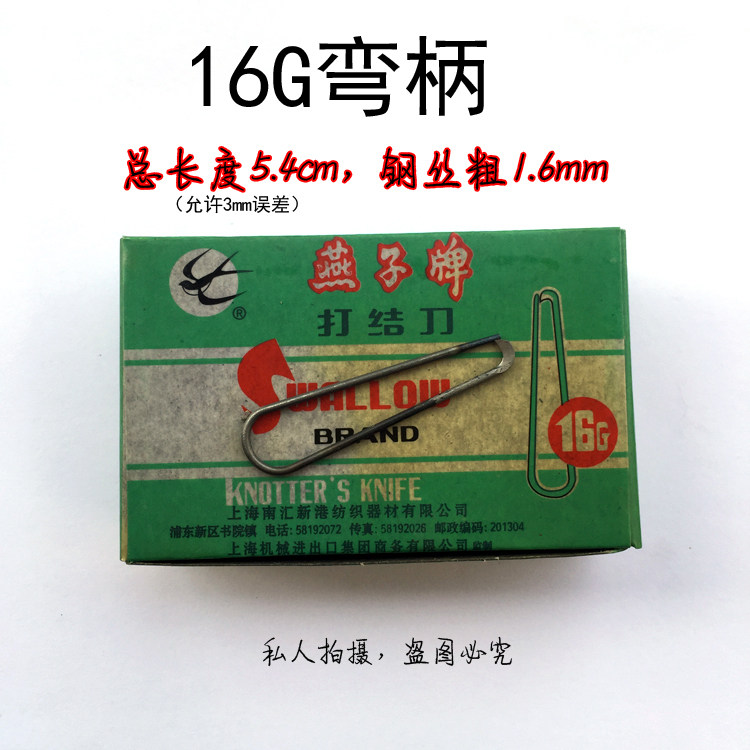 16G弯柄
总长度5.4cm，钢丝粗1.6mm
（允许3mm误差）
燕子牌
®
打结刀
SWALLOW
BRAND
16G
KNOTTER'S KNIFE
上海南汇新港纺织器材有限公司
浦东新区书院镇 电话:58192072 传真:58192026 邮政编码:201304
上海机械进出口集团商务有限公司 监制
私人拍摄，盗图必究